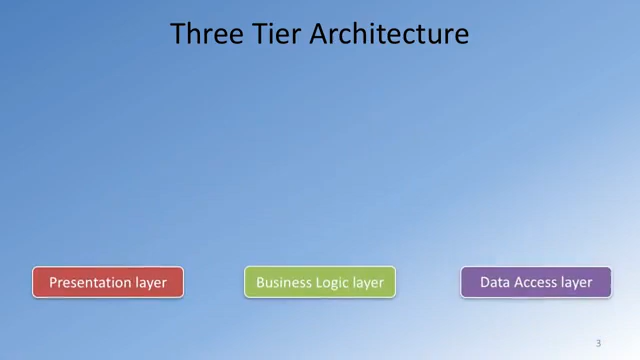 Three Tier Architecture
Presentation layer
Business Logic layer
Data Access layer
3